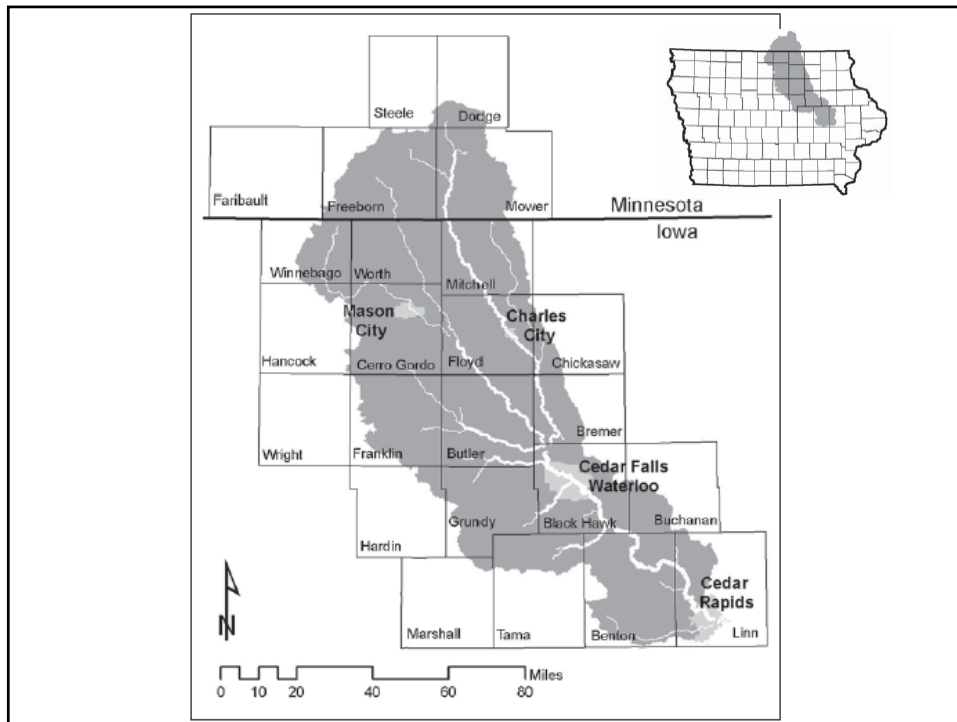 Steele
Dodge
Faribault
Freeborn
Mower
Minnesota
Iowa
Winnebago
Worth
Mitchell
Mason
City
Charles
City
Hancock
Cerro Gordo
Floyd
Chickasaw
Wright
Franklin
Butler
Bremer
Cedar Falls
Waterloo
Grundy
Black Hawk
Buchanan
Hardin
Cedar
Rapids
Marshall
Tama
Benton
Linn
N
Miles
0 10 20 40 60 80